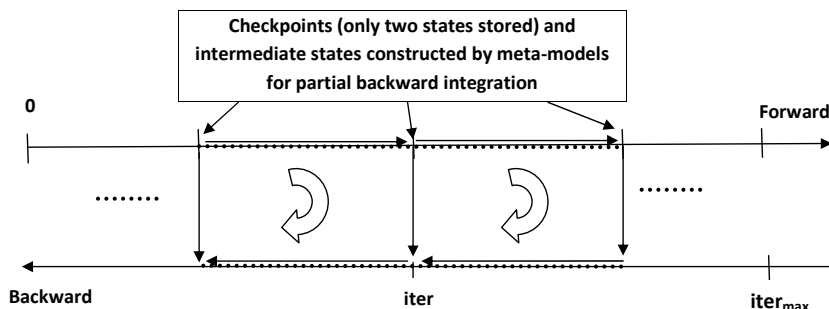 Checkpoints (only two states stored) and
intermediate states constructed by meta-models
for partial backward integration
0
Forward
........
........
Backward
iter
iter_max